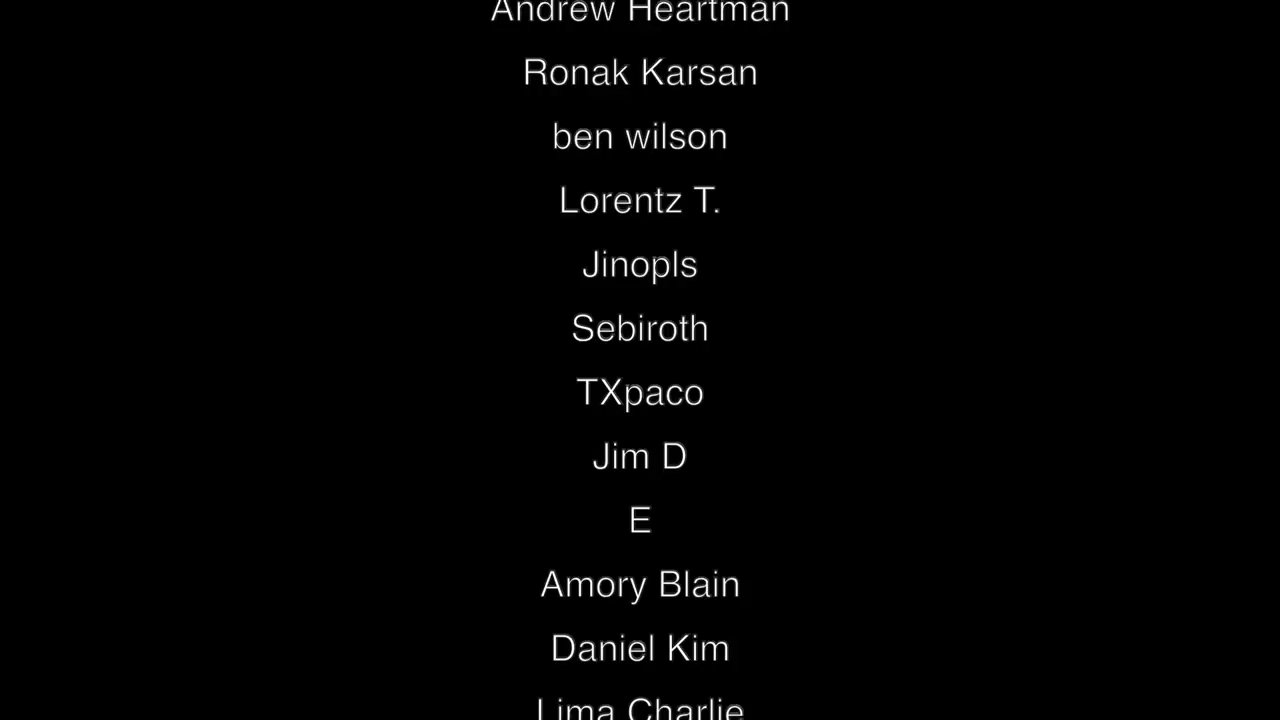 Andrew Heartman
Ronak Karsan
ben wilson
Lorentz T.
Jinopls
Sebiroth
TXpaco
Jim D
E
Amory Blain
Daniel Kim
Lima Charlie